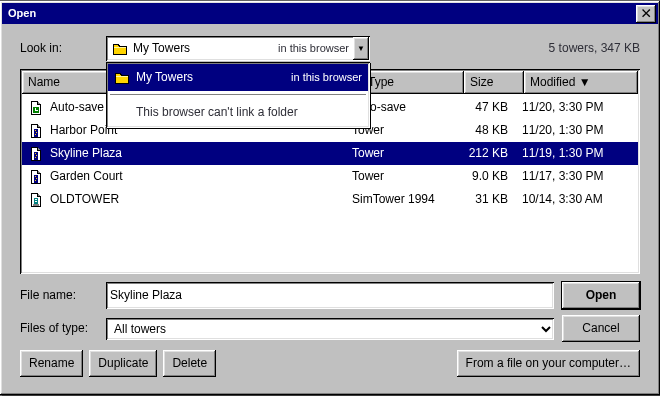 Open
Look in: My Towers in this browser 5 towers, 347 KB
My Towers in this browser
This browser can't link a folder
Name Type Size Modified ▼
Auto-save o-save 47 KB 11/20, 3:30 PM
Harbor Point Tower 48 KB 11/20, 1:30 PM
Skyline Plaza Tower 212 KB 11/19, 1:30 PM
Garden Court Tower 9.0 KB 11/17, 3:30 PM
OLDTOWER SimTower 1994 31 KB 10/14, 3:30 AM
File name: Skyline Plaza Open
Files of type: All towers Cancel
Rename Duplicate Delete From a file on your computer…